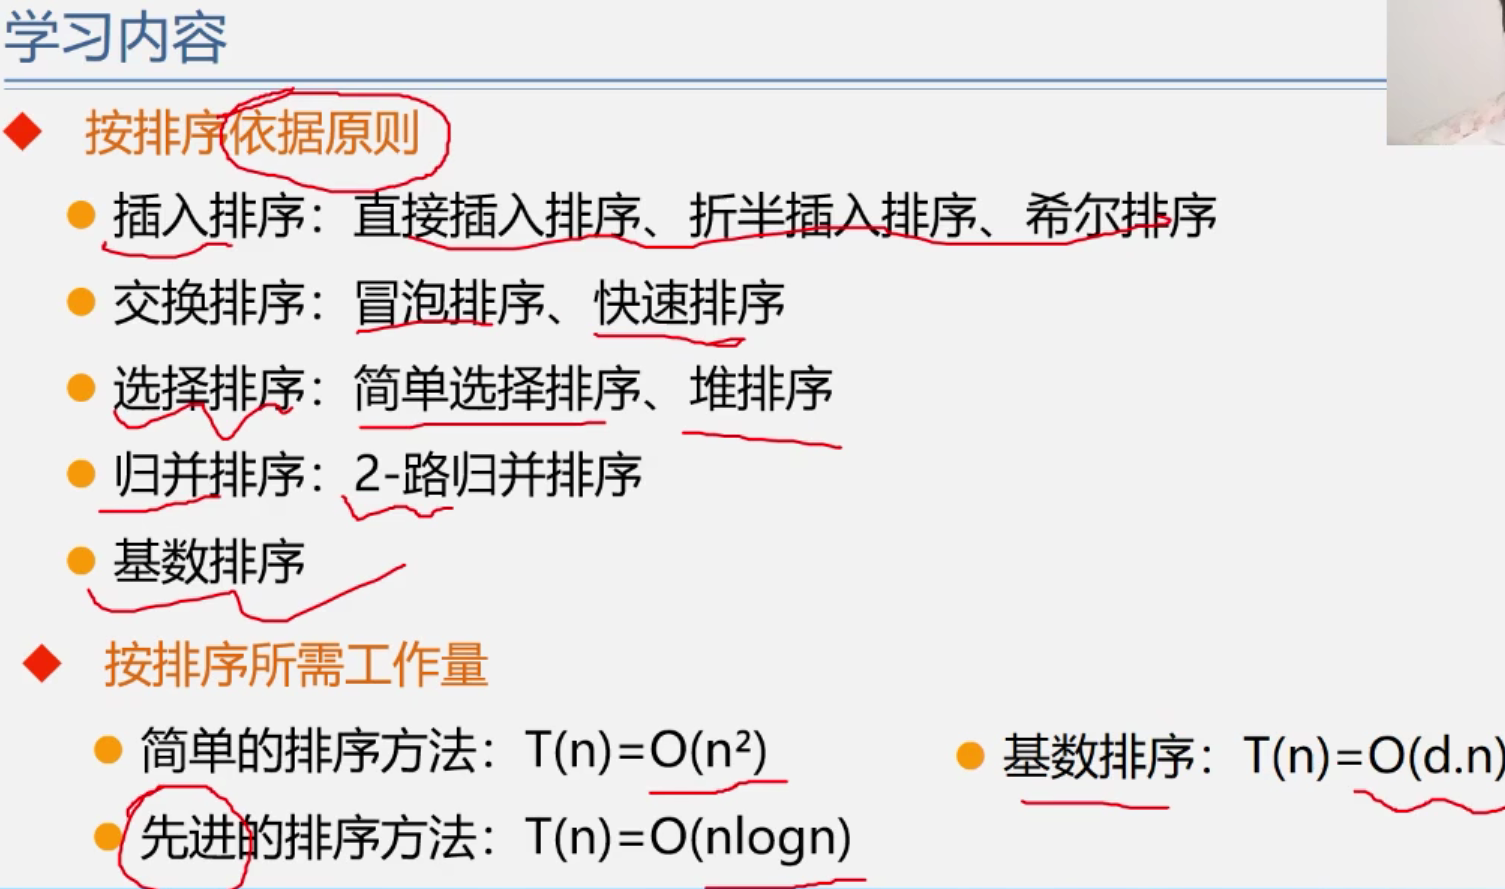 学习内容
按排序依据原则
插入排序：直接插入排序、折半插入排序、希尔排序
交换排序：冒泡排序、快速排序
选择排序：简单选择排序、堆排序
归并排序：2-路归并排序
基数排序
按排序所需工作量
简单的排序方法：T(n)=O(n²)
基数排序：T(n)=O(d.n)
先进的排序方法：T(n)=O(nlogn)